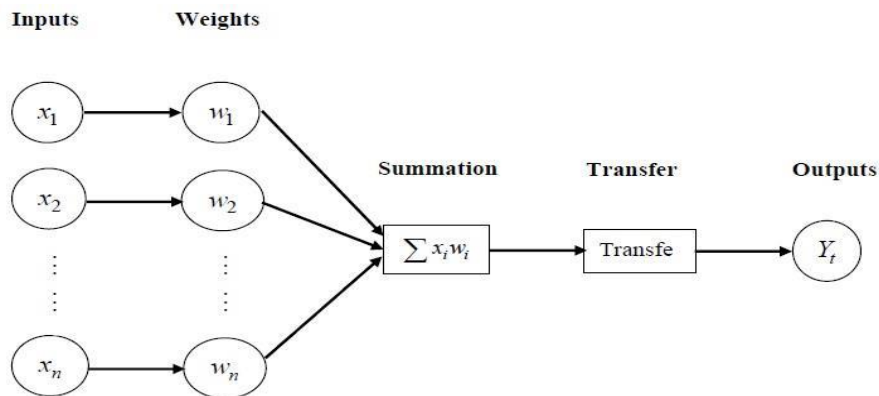 Inputs Weights
x₁ w₁
Summation Transfer Outputs
x₂ w₂
∑ xᵢwᵢ Transfe Yₜ
xₙ wₙ